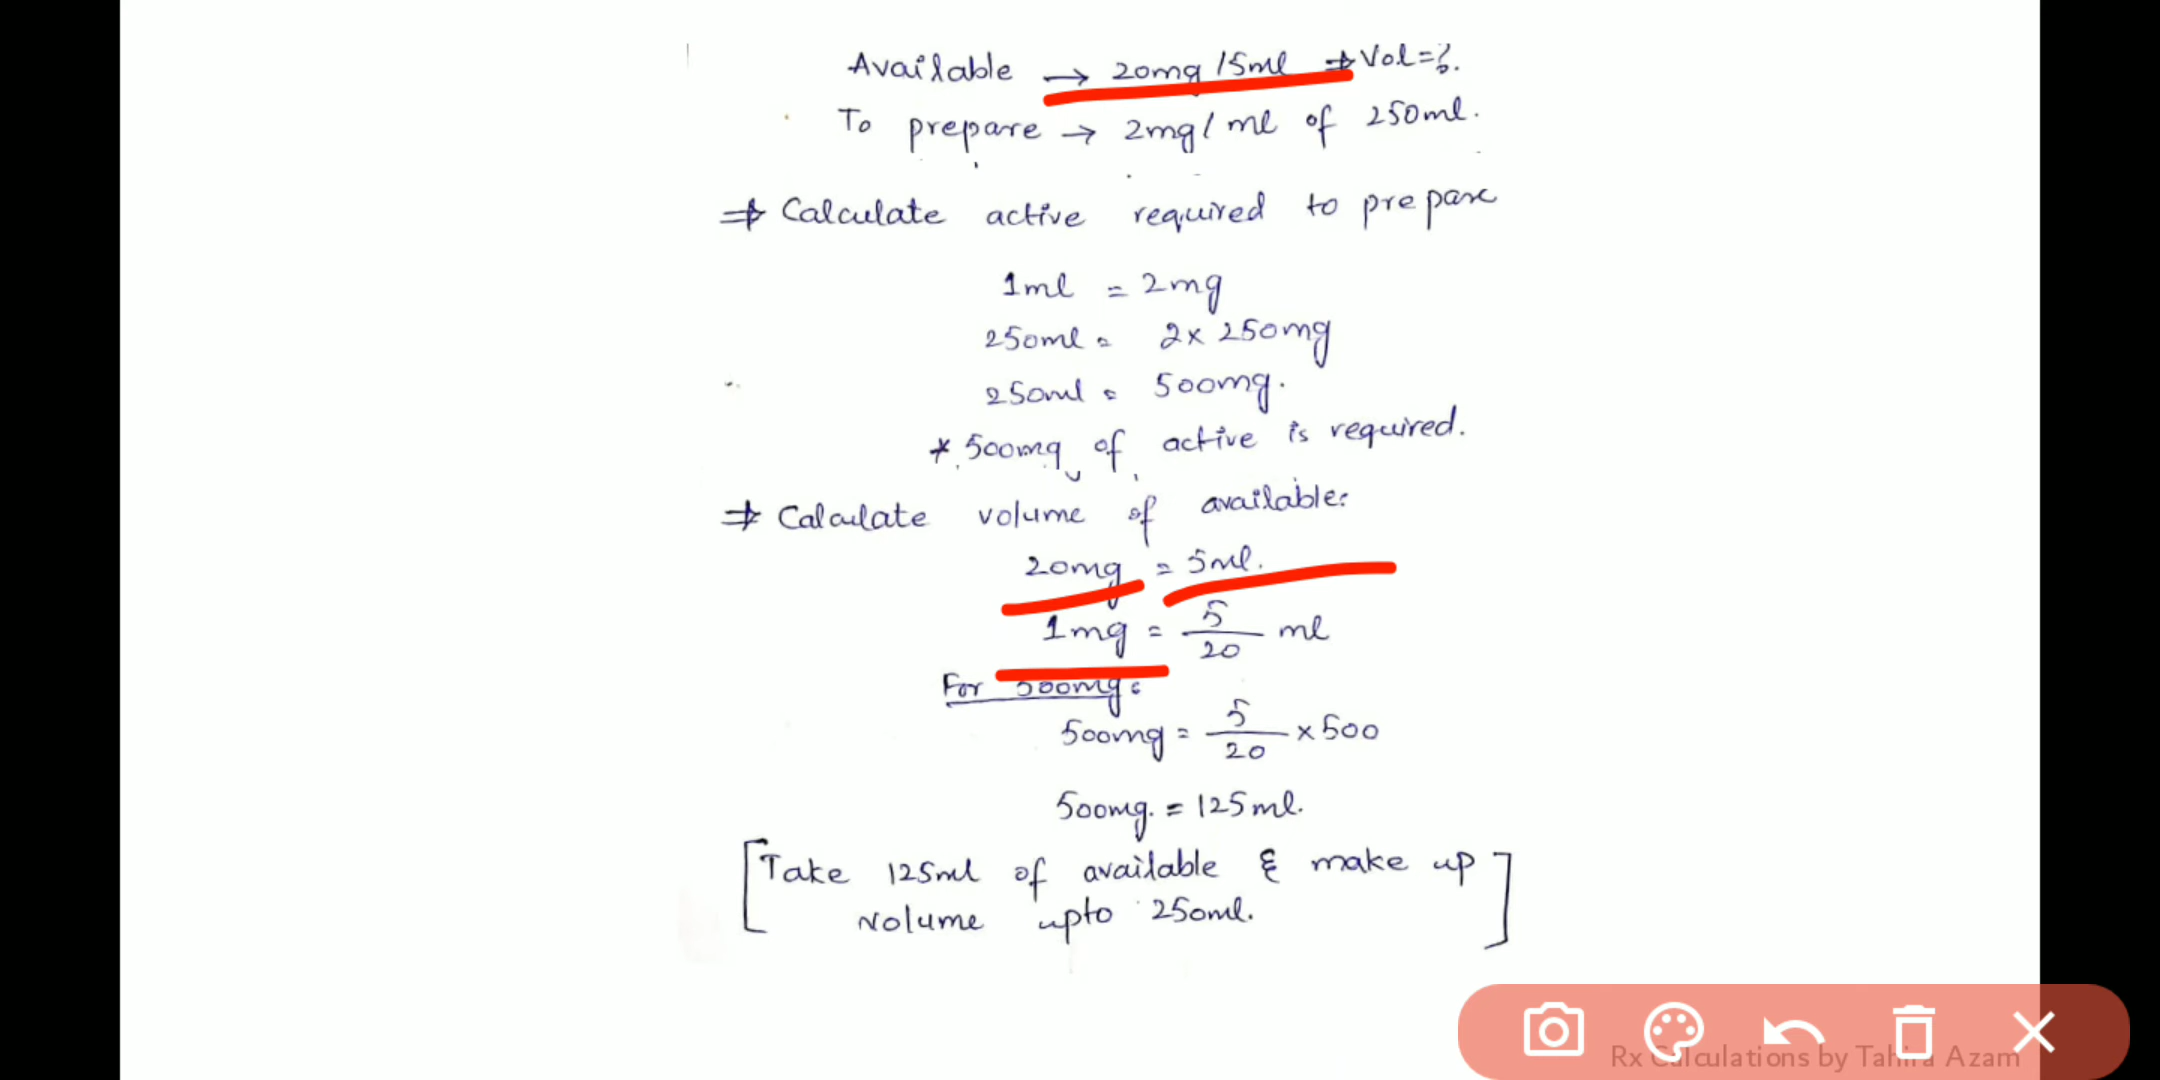 Available → 20mg/5ml ⇒ Vol=?.
To prepare → 2mg/ml of 250ml.
⇒ Calculate active required to prepare
1ml = 2mg
250ml = 2 x 250mg
250ml = 500mg.
* 500mg of active is required.
⇒ Calculate volume of available:
20mg = 5ml.
1mg = 5/20 ml
For 500mg:
500mg = 5/20 x 500
500mg. = 125ml.
[Take 125ml of available & make up
volume upto 250ml.]
Rx Calculations by Tahira Azam